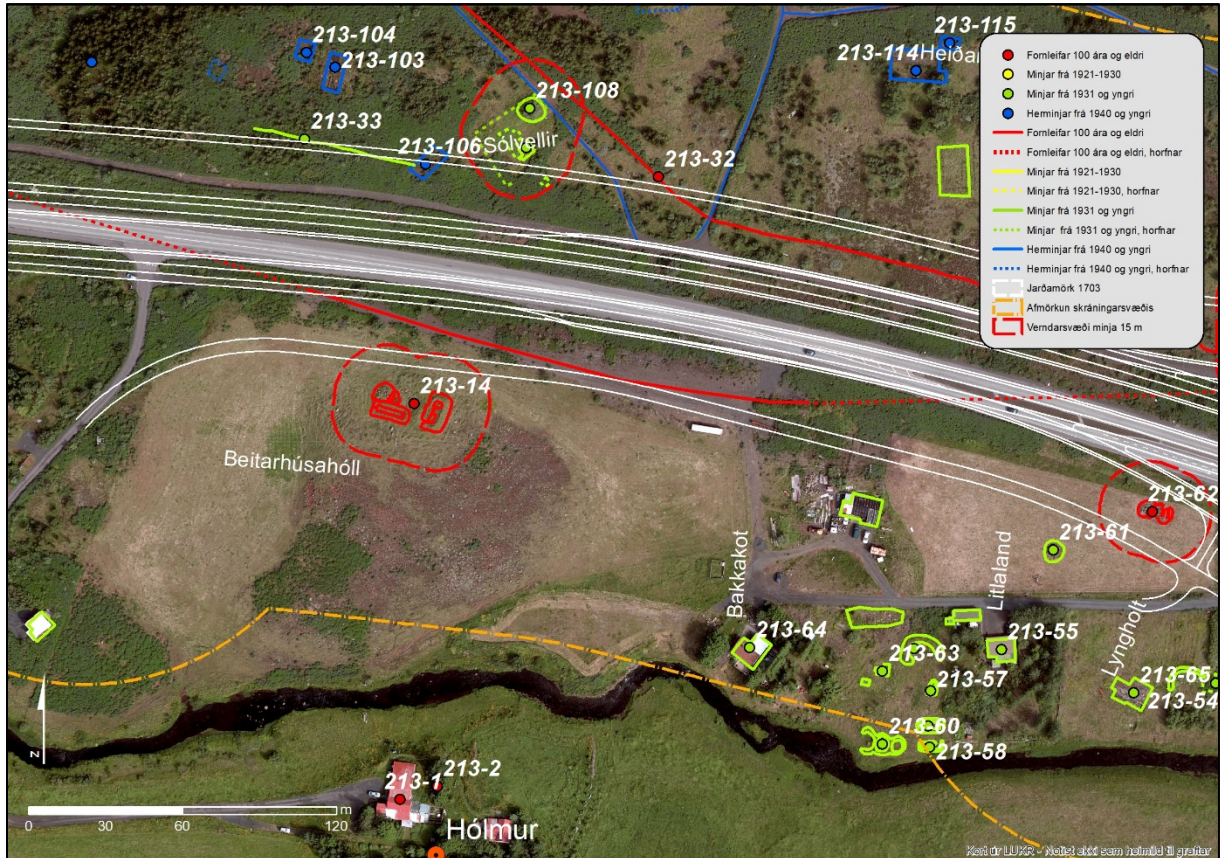 213-104
213-103
213-115
213-114
Heiðar
213-108
213-33
213-106
Sólvellir
213-32
Fornleifar 100 ára og eldri
Minjar frá 1921-1930
Minjar frá 1931 og yngri
Herminjar frá 1940 og yngri
Fornleifar 100 ára og eldri
Fornleifar 100 ára og eldri, horfnar
Minjar frá 1921-1930
Minjar frá 1921-1930, horfnar
Minjar frá 1931 og yngri
Minjar frá 1931 og yngri, horfnar
Herminjar frá 1940 og yngri
Herminjar frá 1940 og yngri, horfnar
Jarðamörk 1703
Afmörkun skráningarsvæðis
Verndarsvæði minja 15 m
213-14
Beitarhúsahóll
213-62
213-61
Bakkakot
Litlaland
Lyngholt
213-64
213-63
213-55
213-57
213-65
213-54
213-60
213-58
N
213-2
213-1
Hólmur
0 30 60 120 m
Kort úr LUKR - Notist ekki sem heimild til graftar